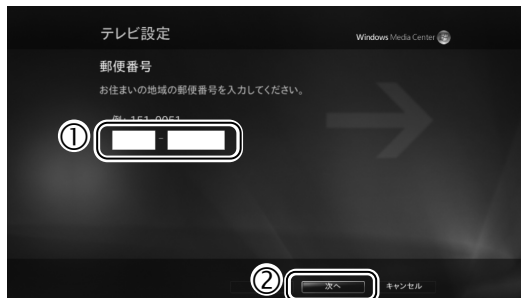 テレビ設定
Windows Media Center
郵便番号
お住まいの地域の郵便番号を入力してください。
例: 151-0051
①
-
②
次へ
キャンセル